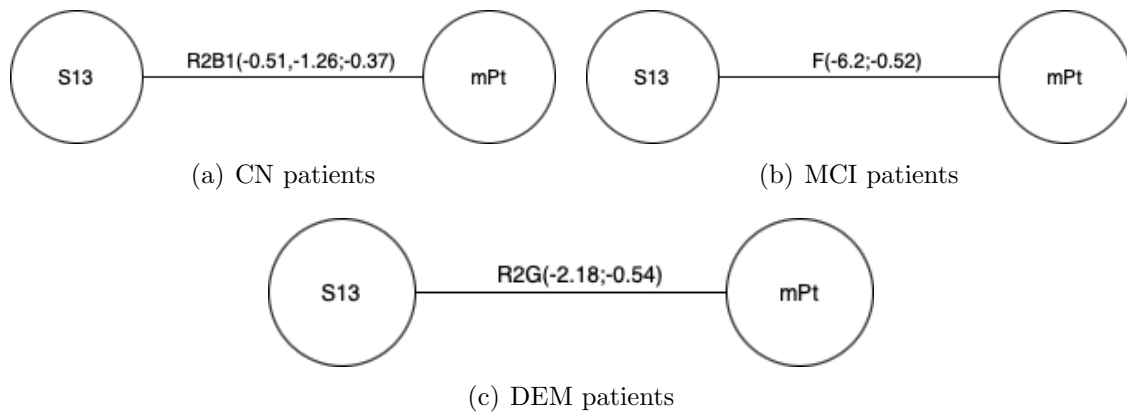 S13
R2B1(-0.51,-1.26;-0.37)
mPt
S13
F(-6.2;-0.52)
mPt
(a) CN patients
(b) MCI patients
S13
R2G(-2.18;-0.54)
mPt
(c) DEM patients